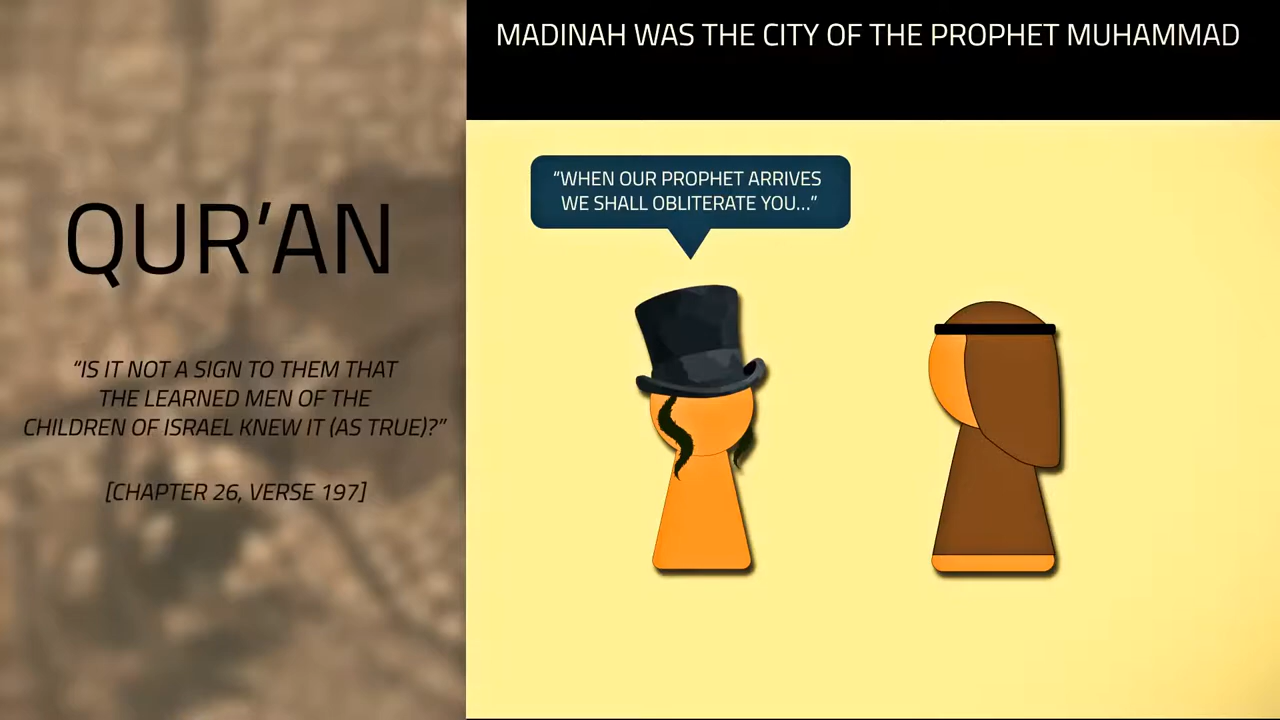 QUR'AN
"IS IT NOT A SIGN TO THEM THAT
THE LEARNED MEN OF THE
CHILDREN OF ISRAEL KNEW IT (AS TRUE)?"
[CHAPTER 26, VERSE 197]
MADINAH WAS THE CITY OF THE PROPHET MUHAMMAD
"WHEN OUR PROPHET ARRIVES
WE SHALL OBLITERATE YOU..."